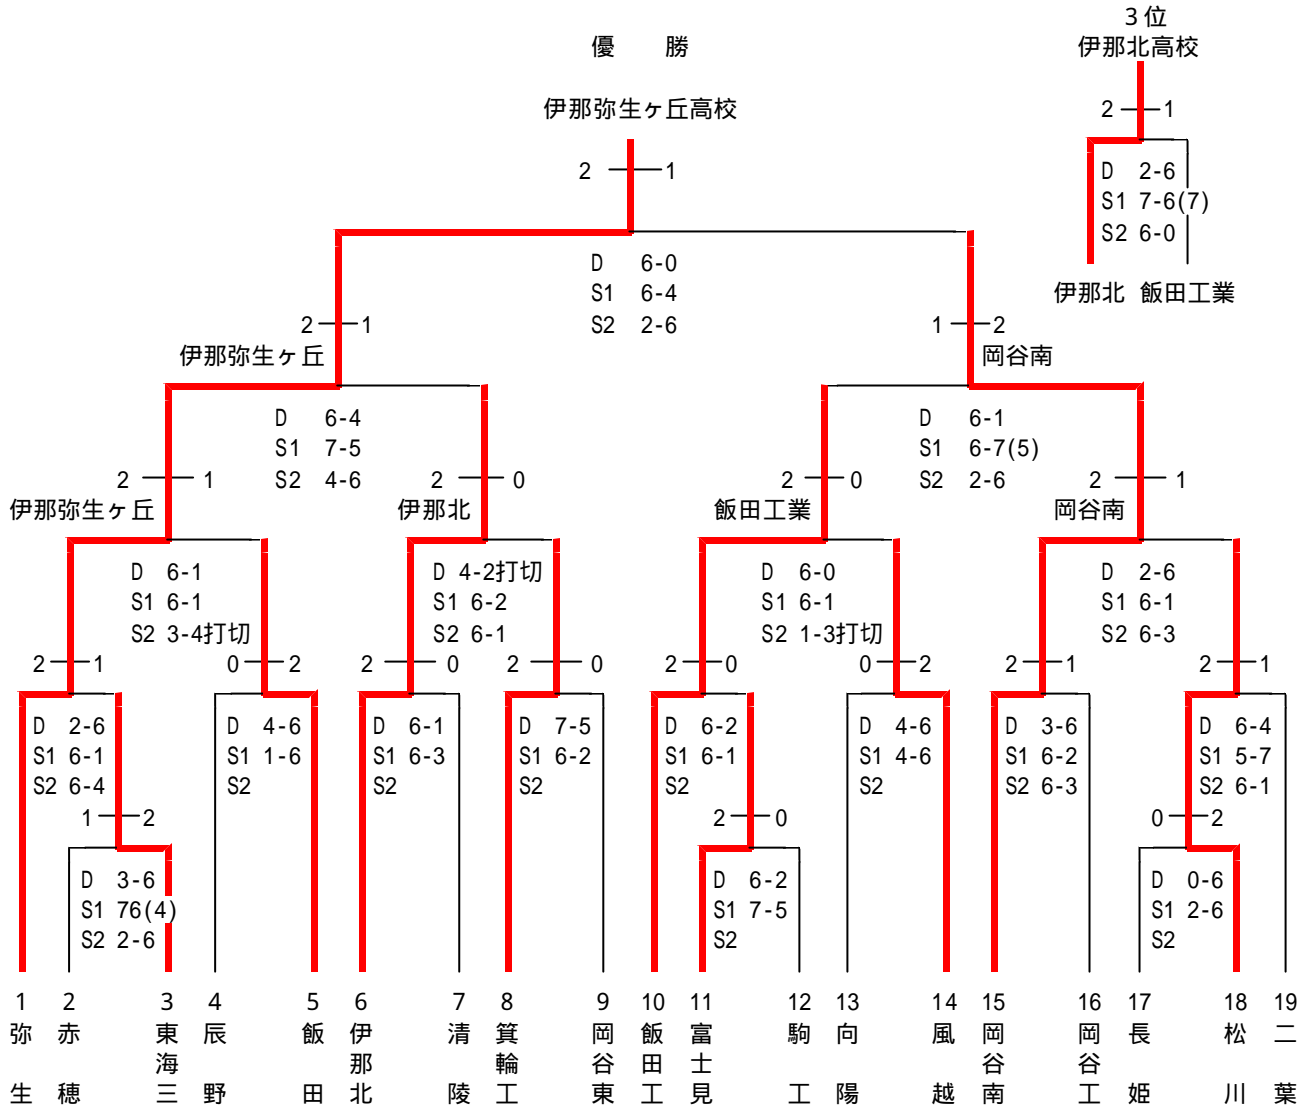 3位
伊那北高校
優 勝
伊那弥生ヶ丘高校
2 1
2 1
D 2-6
S1 7-6(7)
S2 6-0
伊那北 飯田工業
D 6-0
S1 6-4
S2 2-6
2 1
伊那弥生ヶ丘
1 2
岡谷南
D 6-4
S1 7-5
S2 4-6
D 6-1
S1 6-7(5)
S2 2-6
2 1
伊那弥生ヶ丘
2 0
伊那北
2 0
飯田工業
2 1
岡谷南
D 6-1
S1 6-1
S2 3-4打切
D 4-2打切
S1 6-2
S2 6-1
D 6-0
S1 6-1
S2 1-3打切
D 2-6
S1 6-1
S2 6-3
2 1
0 2
2 0
2 0
2 0
0 2
2 1
2 1
D 2-6
S1 6-1
S2 6-4
D 4-6
S1 1-6
S2
D 6-1
S1 6-3
S2
D 7-5
S1 6-2
S2
D 6-2
S1 6-1
S2
D 4-6
S1 4-6
S2
D 3-6
S1 6-2
S2 6-3
D 6-4
S1 5-7
S2 6-1
1 2
2 0
0 2
D 3-6
S1 76(4)
S2 2-6
D 6-2
S1 7-5
S2
D 0-6
S1 2-6
S2
1 弥生
2 赤穂
3 東海三
4 辰野
5 飯田
6 伊那北
7 清陵
8 箕輪工
9 岡谷東
10 飯田工
11 富士見
12 駒工
13 向陽
14 風越
15 岡谷南
16 岡谷工
17 長姫
18 松川
19 二葉